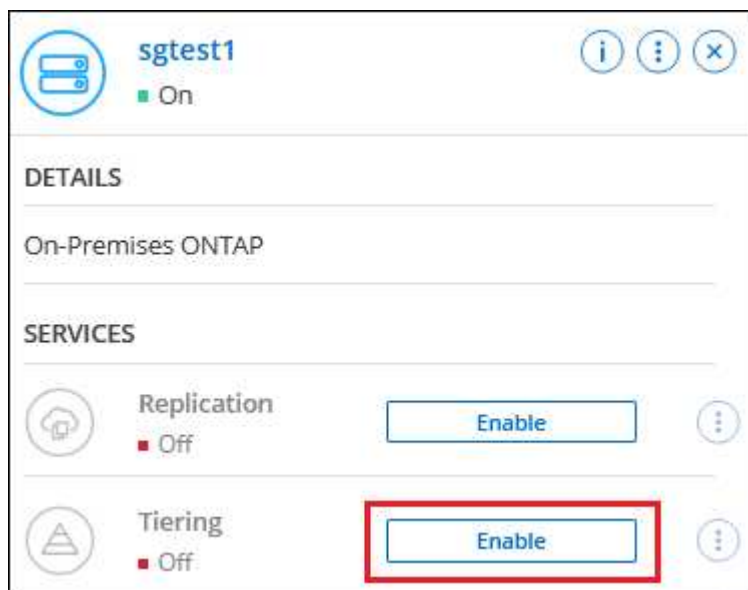 sgtest1
On
DETAILS
On-Premises ONTAP
SERVICES
Replication
Off
Enable
Tiering
Off
Enable